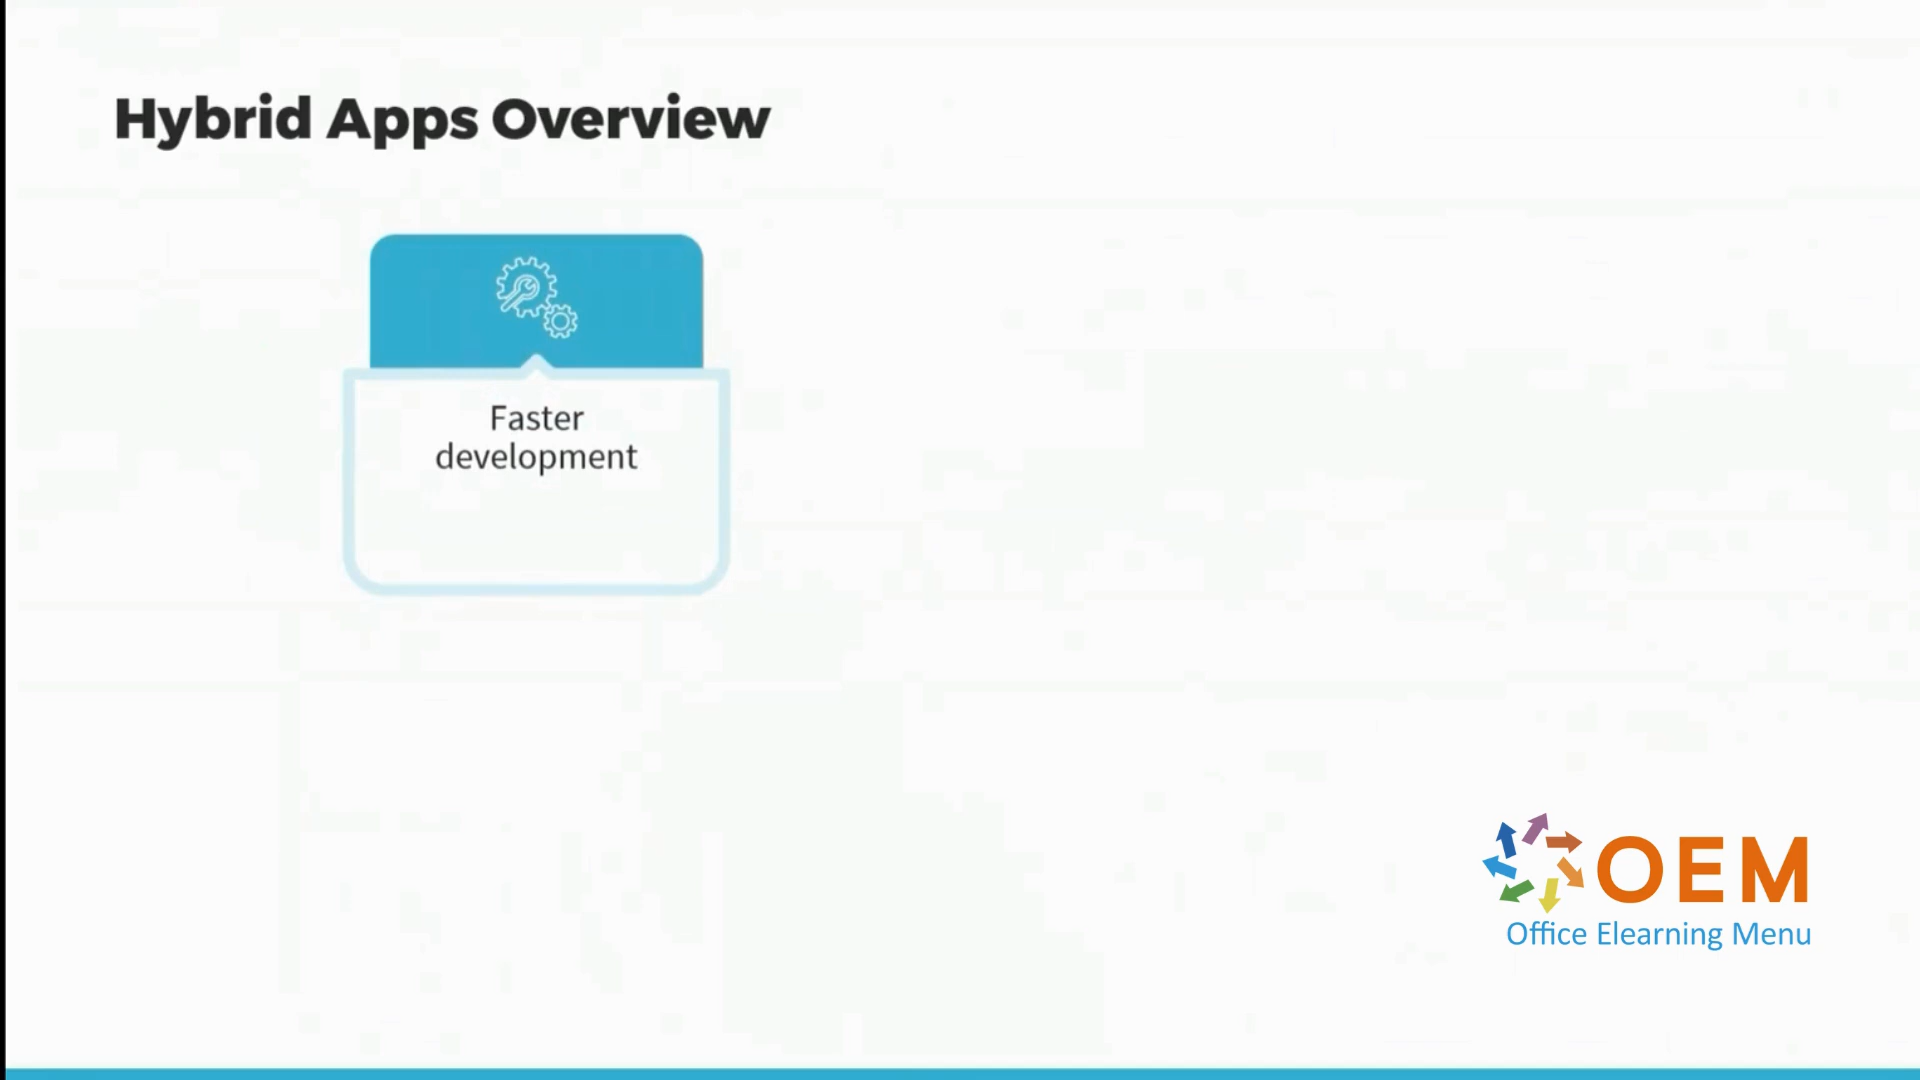 Hybrid Apps Overview
Faster
development
OEM
Office Elearning Menu